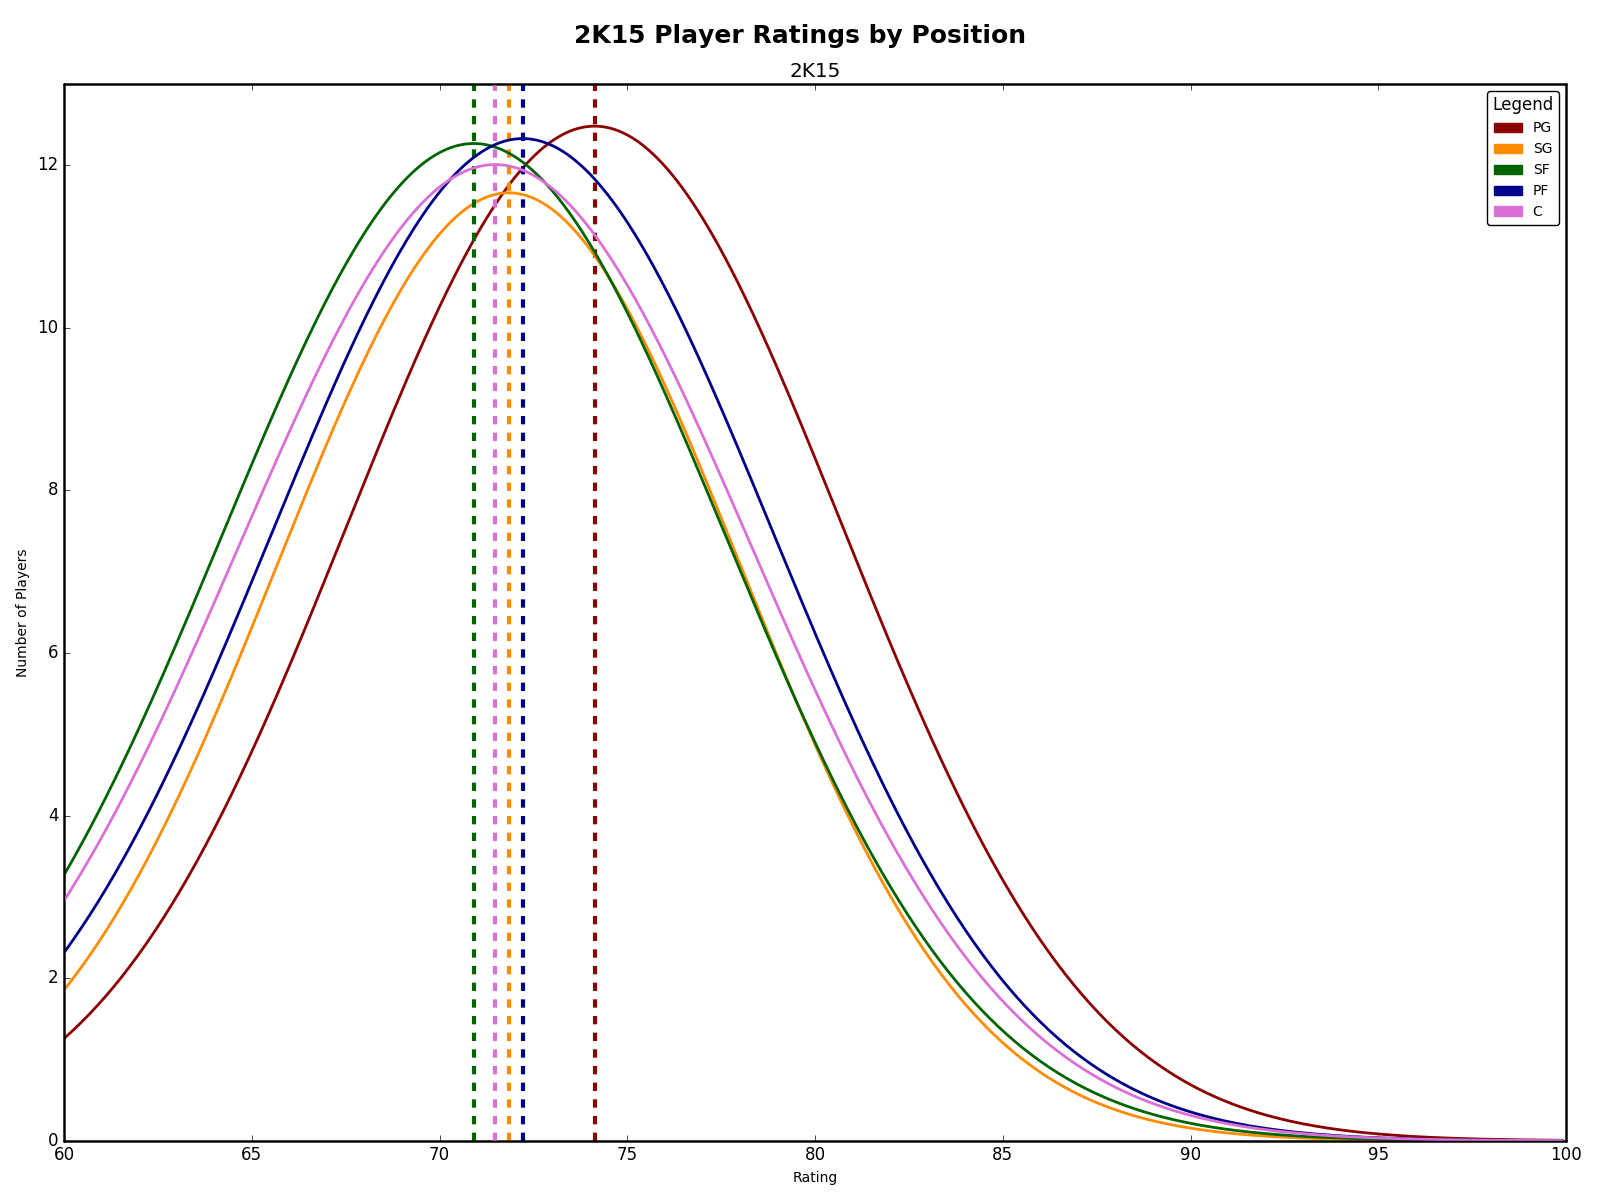 2K15 Player Ratings by Position
2K15
Legend
PG
SG
SF
PF
C
Number of Players
12
10
8
6
4
2
0
60 65 70 75 80 85 90 95 100
Rating